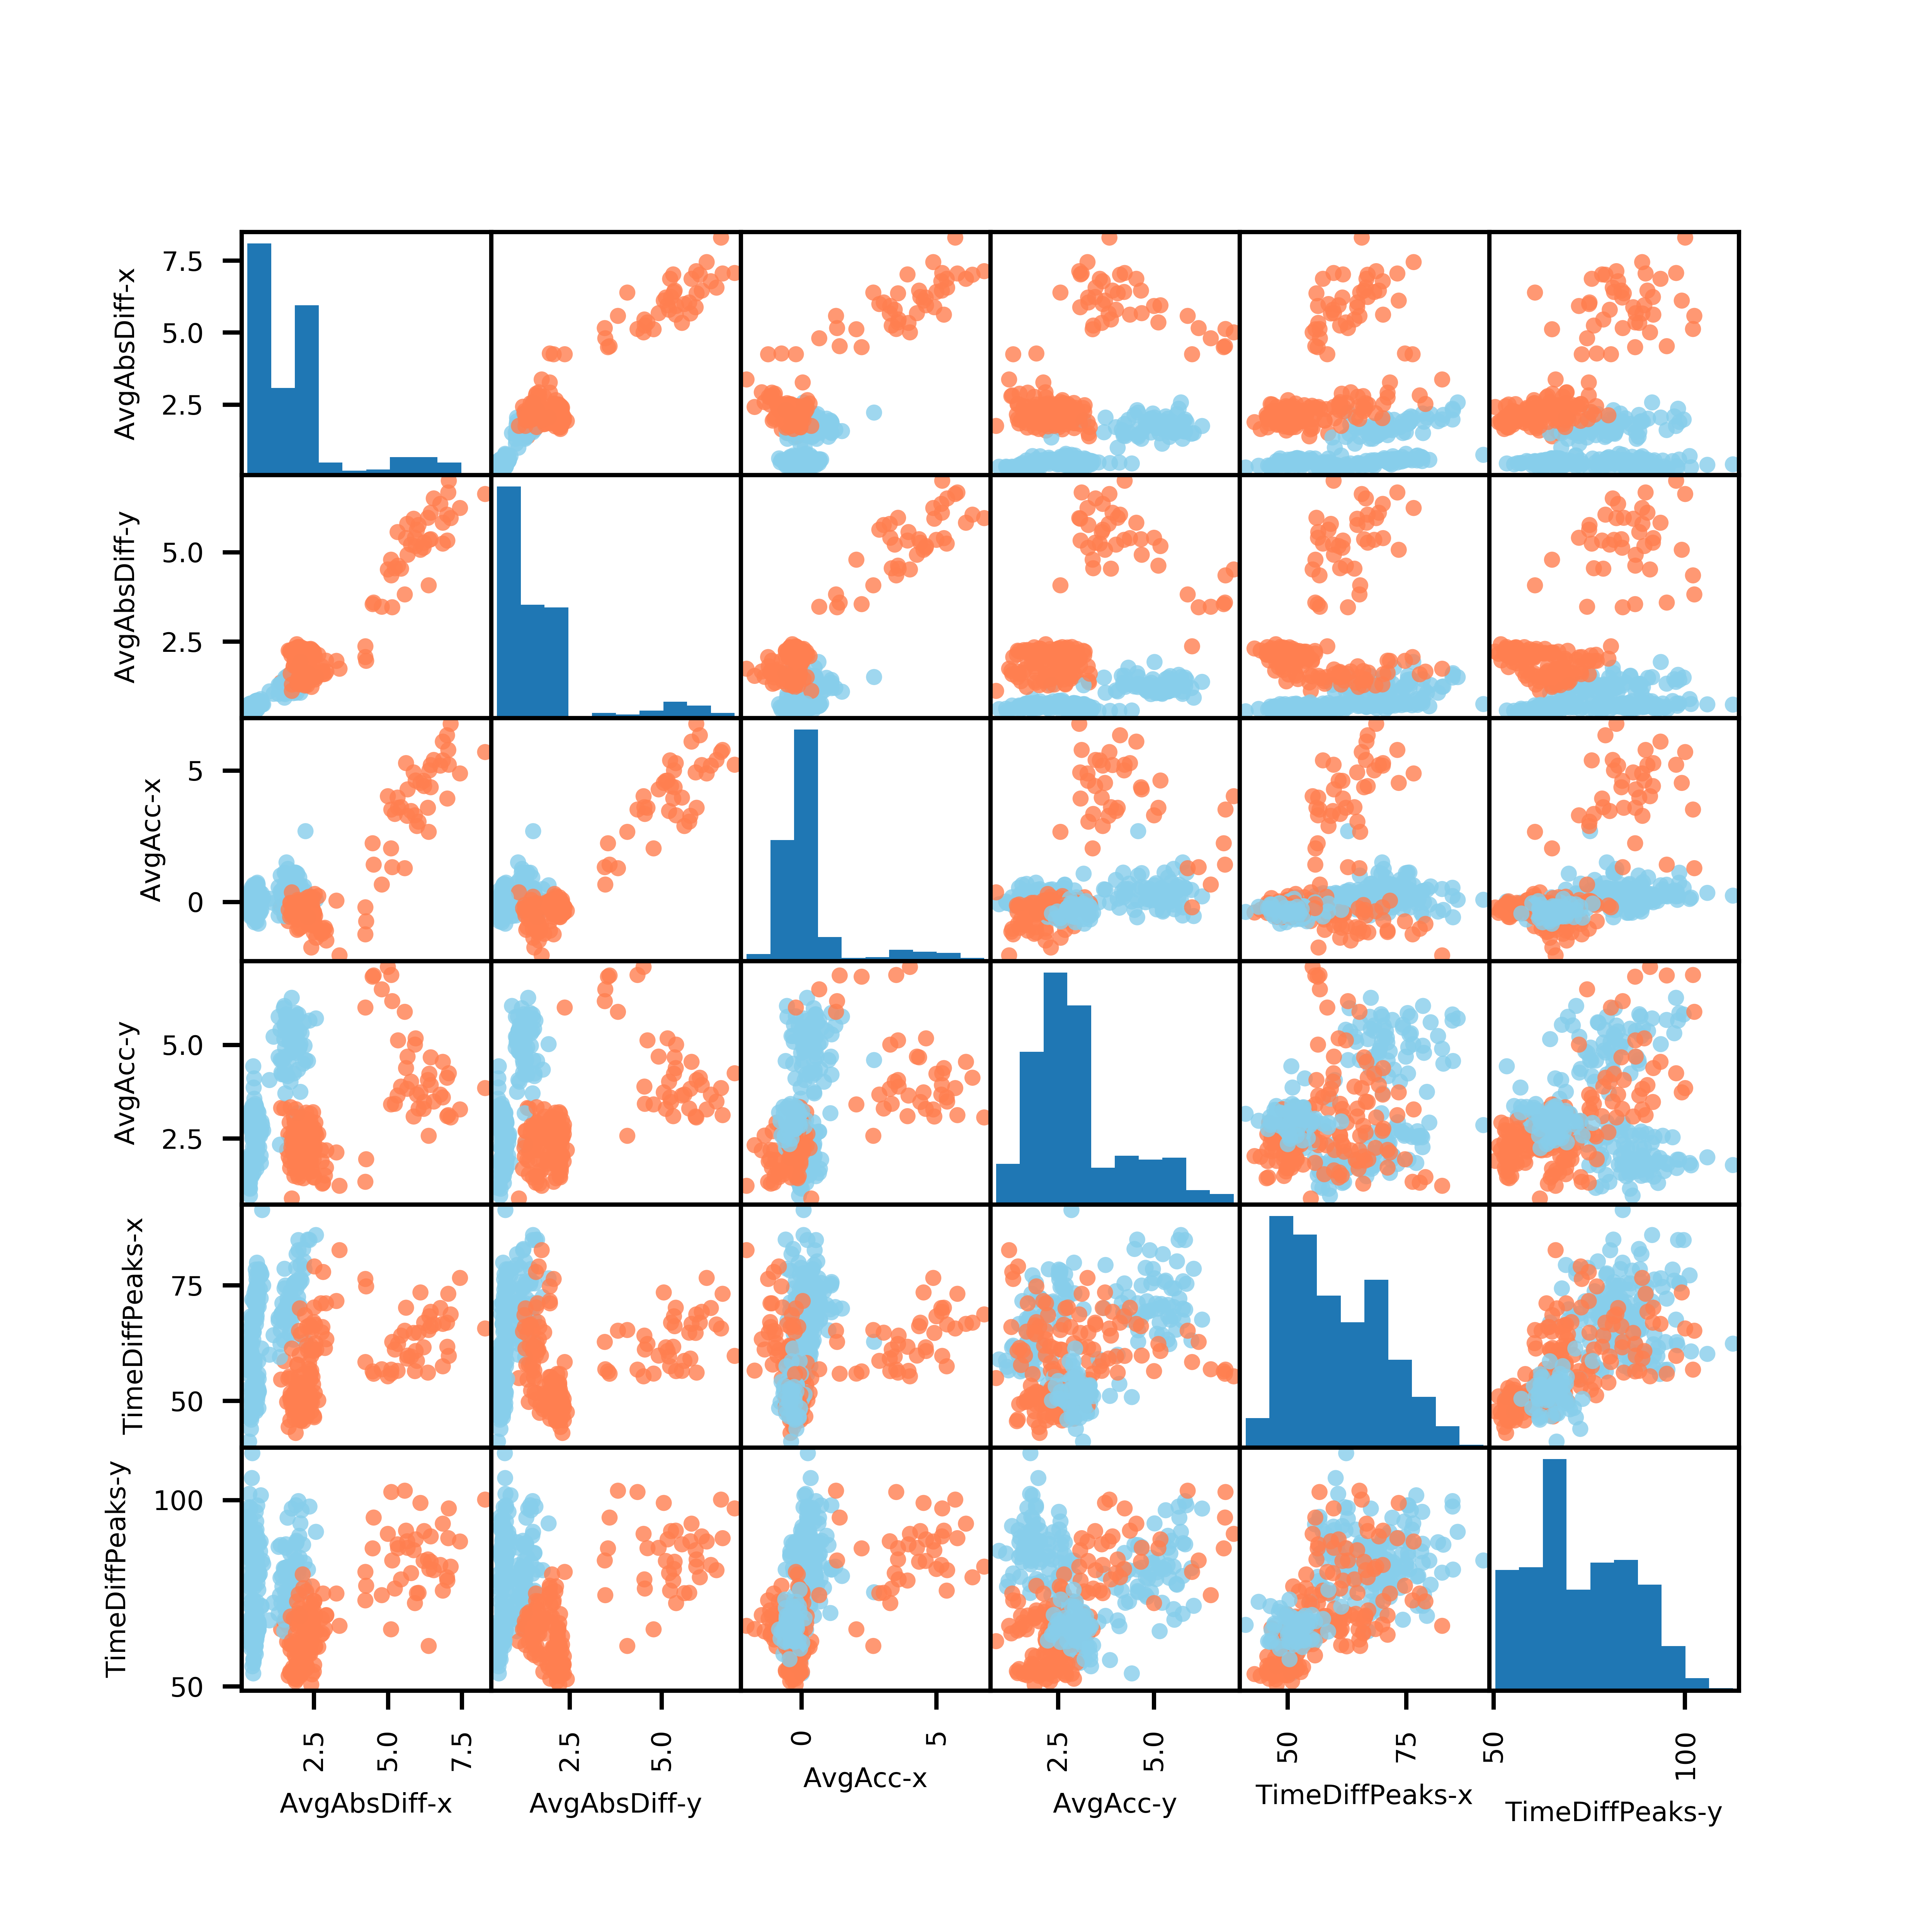 AvgAbsDiff-x
7.5
5.0
2.5
AvgAbsDiff-y
5.0
2.5
AvgAcc-x
5
0
AvgAcc-y
5.0
2.5
TimeDiffPeaks-x
75
50
TimeDiffPeaks-y
100
50
2.5 5.0 7.5 2.5 5.0 0 5 2.5 5.0 50 75 50 100
AvgAbsDiff-x AvgAbsDiff-y AvgAcc-x AvgAcc-y TimeDiffPeaks-x TimeDiffPeaks-y